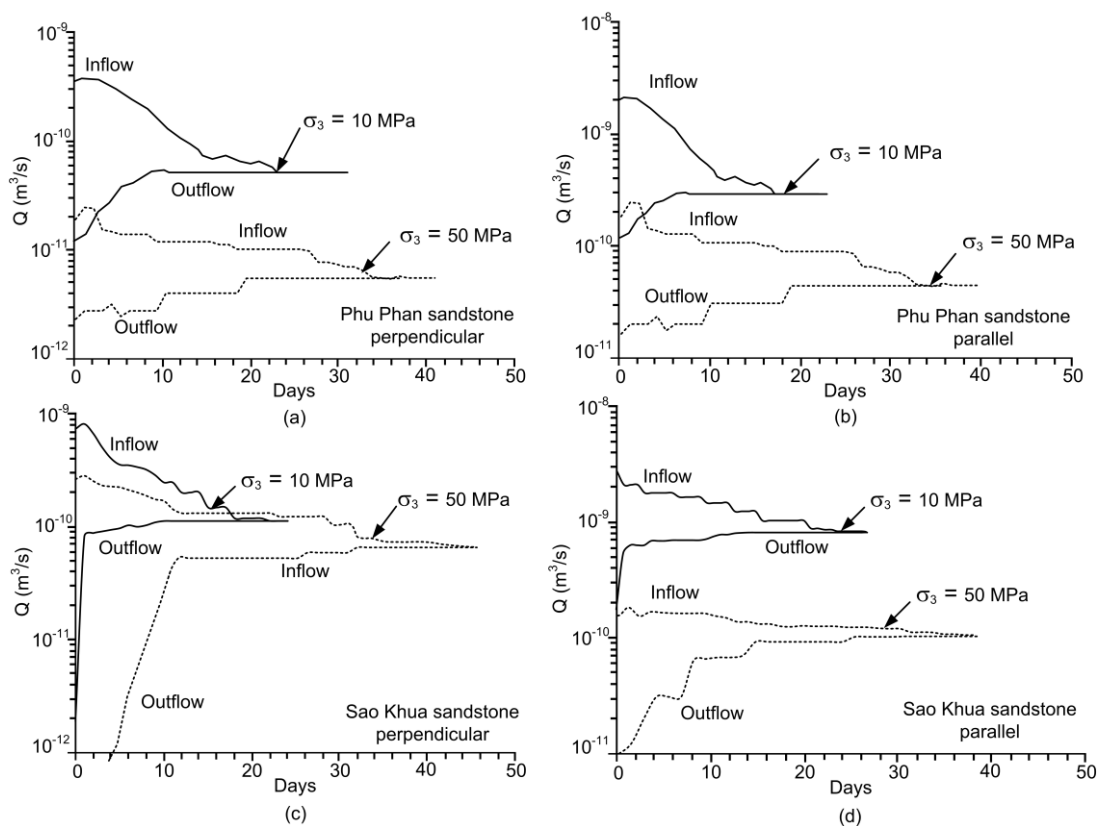 10⁻⁹
Inflow
10⁻¹⁰
σ₃ = 10 MPa
Outflow
Q (m³/s)
Inflow
10⁻¹¹
σ₃ = 50 MPa
Outflow
Phu Phan sandstone
perpendicular
10⁻¹²
0 10 20 30 40 50
Days
(a)
10⁻⁸
Inflow
10⁻⁹
σ₃ = 10 MPa
Outflow
Q (m³/s)
Inflow
10⁻¹⁰
σ₃ = 50 MPa
Outflow
Phu Phan sandstone
parallel
10⁻¹¹
0 10 20 30 40 50
Days
(b)
10⁻⁹
Inflow
σ₃ = 10 MPa
σ₃ = 50 MPa
10⁻¹⁰
Outflow
Inflow
Q (m³/s)
10⁻¹¹
Outflow
Sao Khua sandstone
perpendicular
10⁻¹²
0 10 20 30 40 50
Days
(c)
10⁻⁸
Inflow
σ₃ = 10 MPa
10⁻⁹
Outflow
Q (m³/s)
Inflow
σ₃ = 50 MPa
10⁻¹⁰
Outflow
Sao Khua sandstone
parallel
10⁻¹¹
0 10 20 30 40 50
Days
(d)